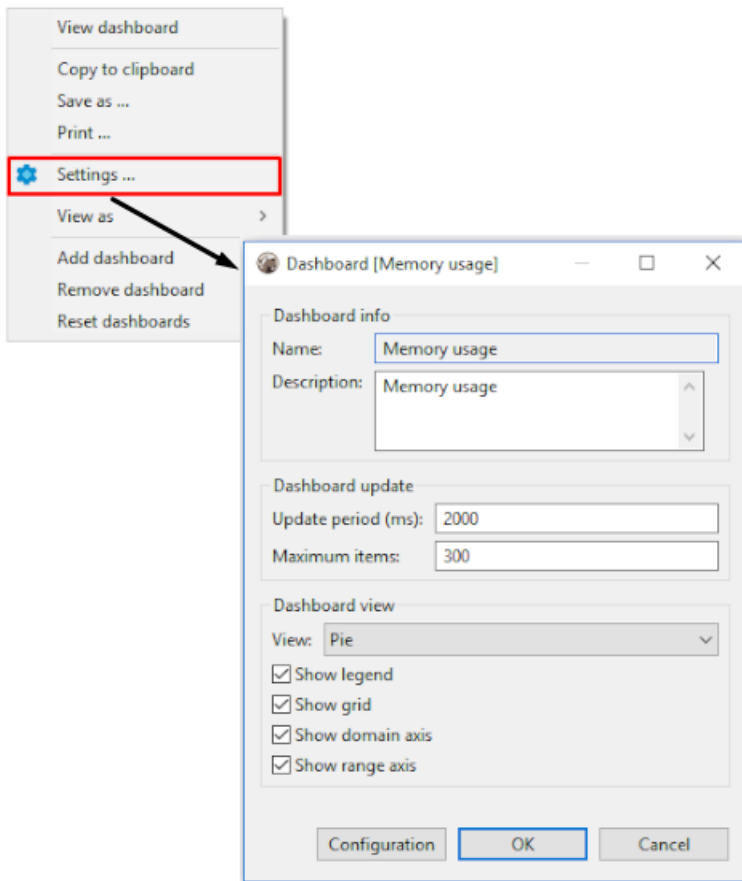 View dashboard
Copy to clipboard
Save as ...
Print ...
Settings ...
View as
Add dashboard
Remove dashboard
Reset dashboards
Dashboard [Memory usage]
Dashboard info
Name: Memory usage
Description: Memory usage
Dashboard update
Update period (ms): 2000
Maximum items: 300
Dashboard view
View: Pie
Show legend
Show grid
Show domain axis
Show range axis
Configuration OK Cancel